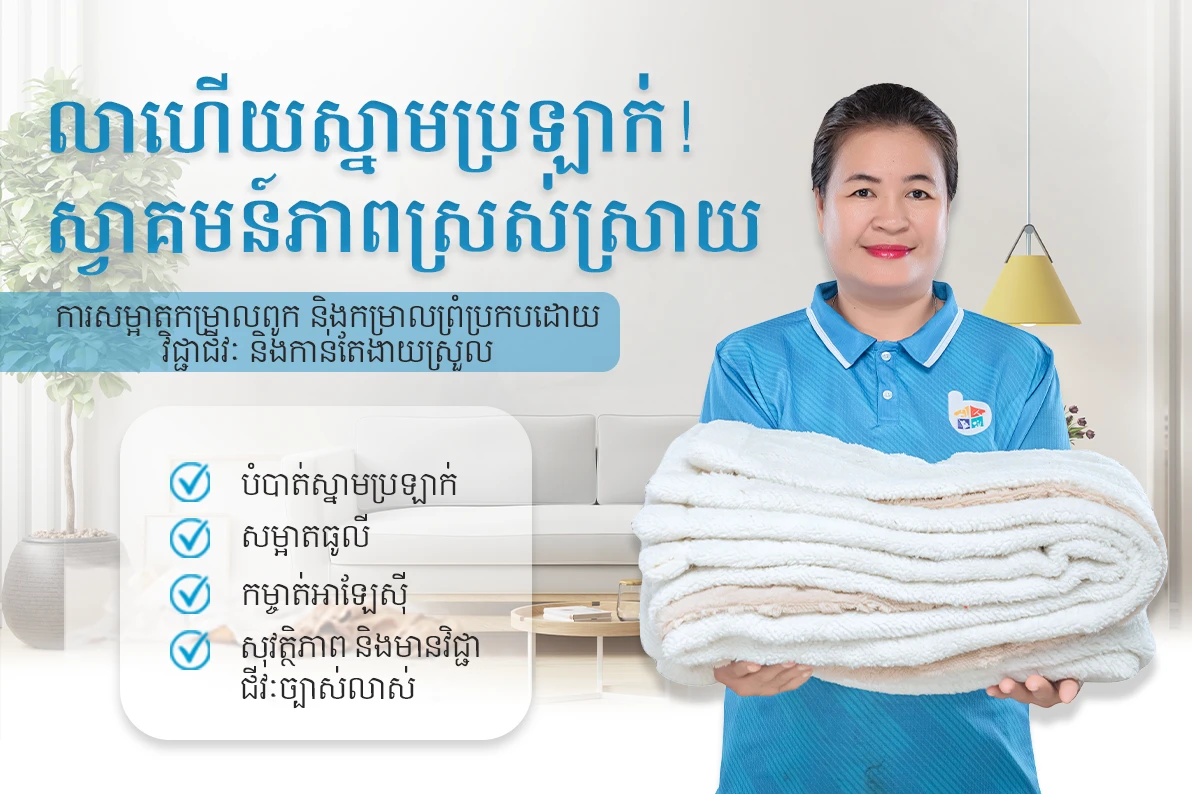 លាហើយស្នាមប្រឡាក់!
ស្វាគមន៍ភាពស្រស់ស្រាយ
ការសម្អាតកម្រាលពូក និងកម្រាលព្រំប្រកបដោយ
វិជ្ជាជីវៈ និងកាន់តែងាយស្រួល
បំបាត់ស្នាមប្រឡាក់
សម្អាតធូលី
កម្ចាត់អាឡែស៊ី
សុវត្ថិភាព និងមានវិជ្ជា
ជីវៈច្បាស់លាស់